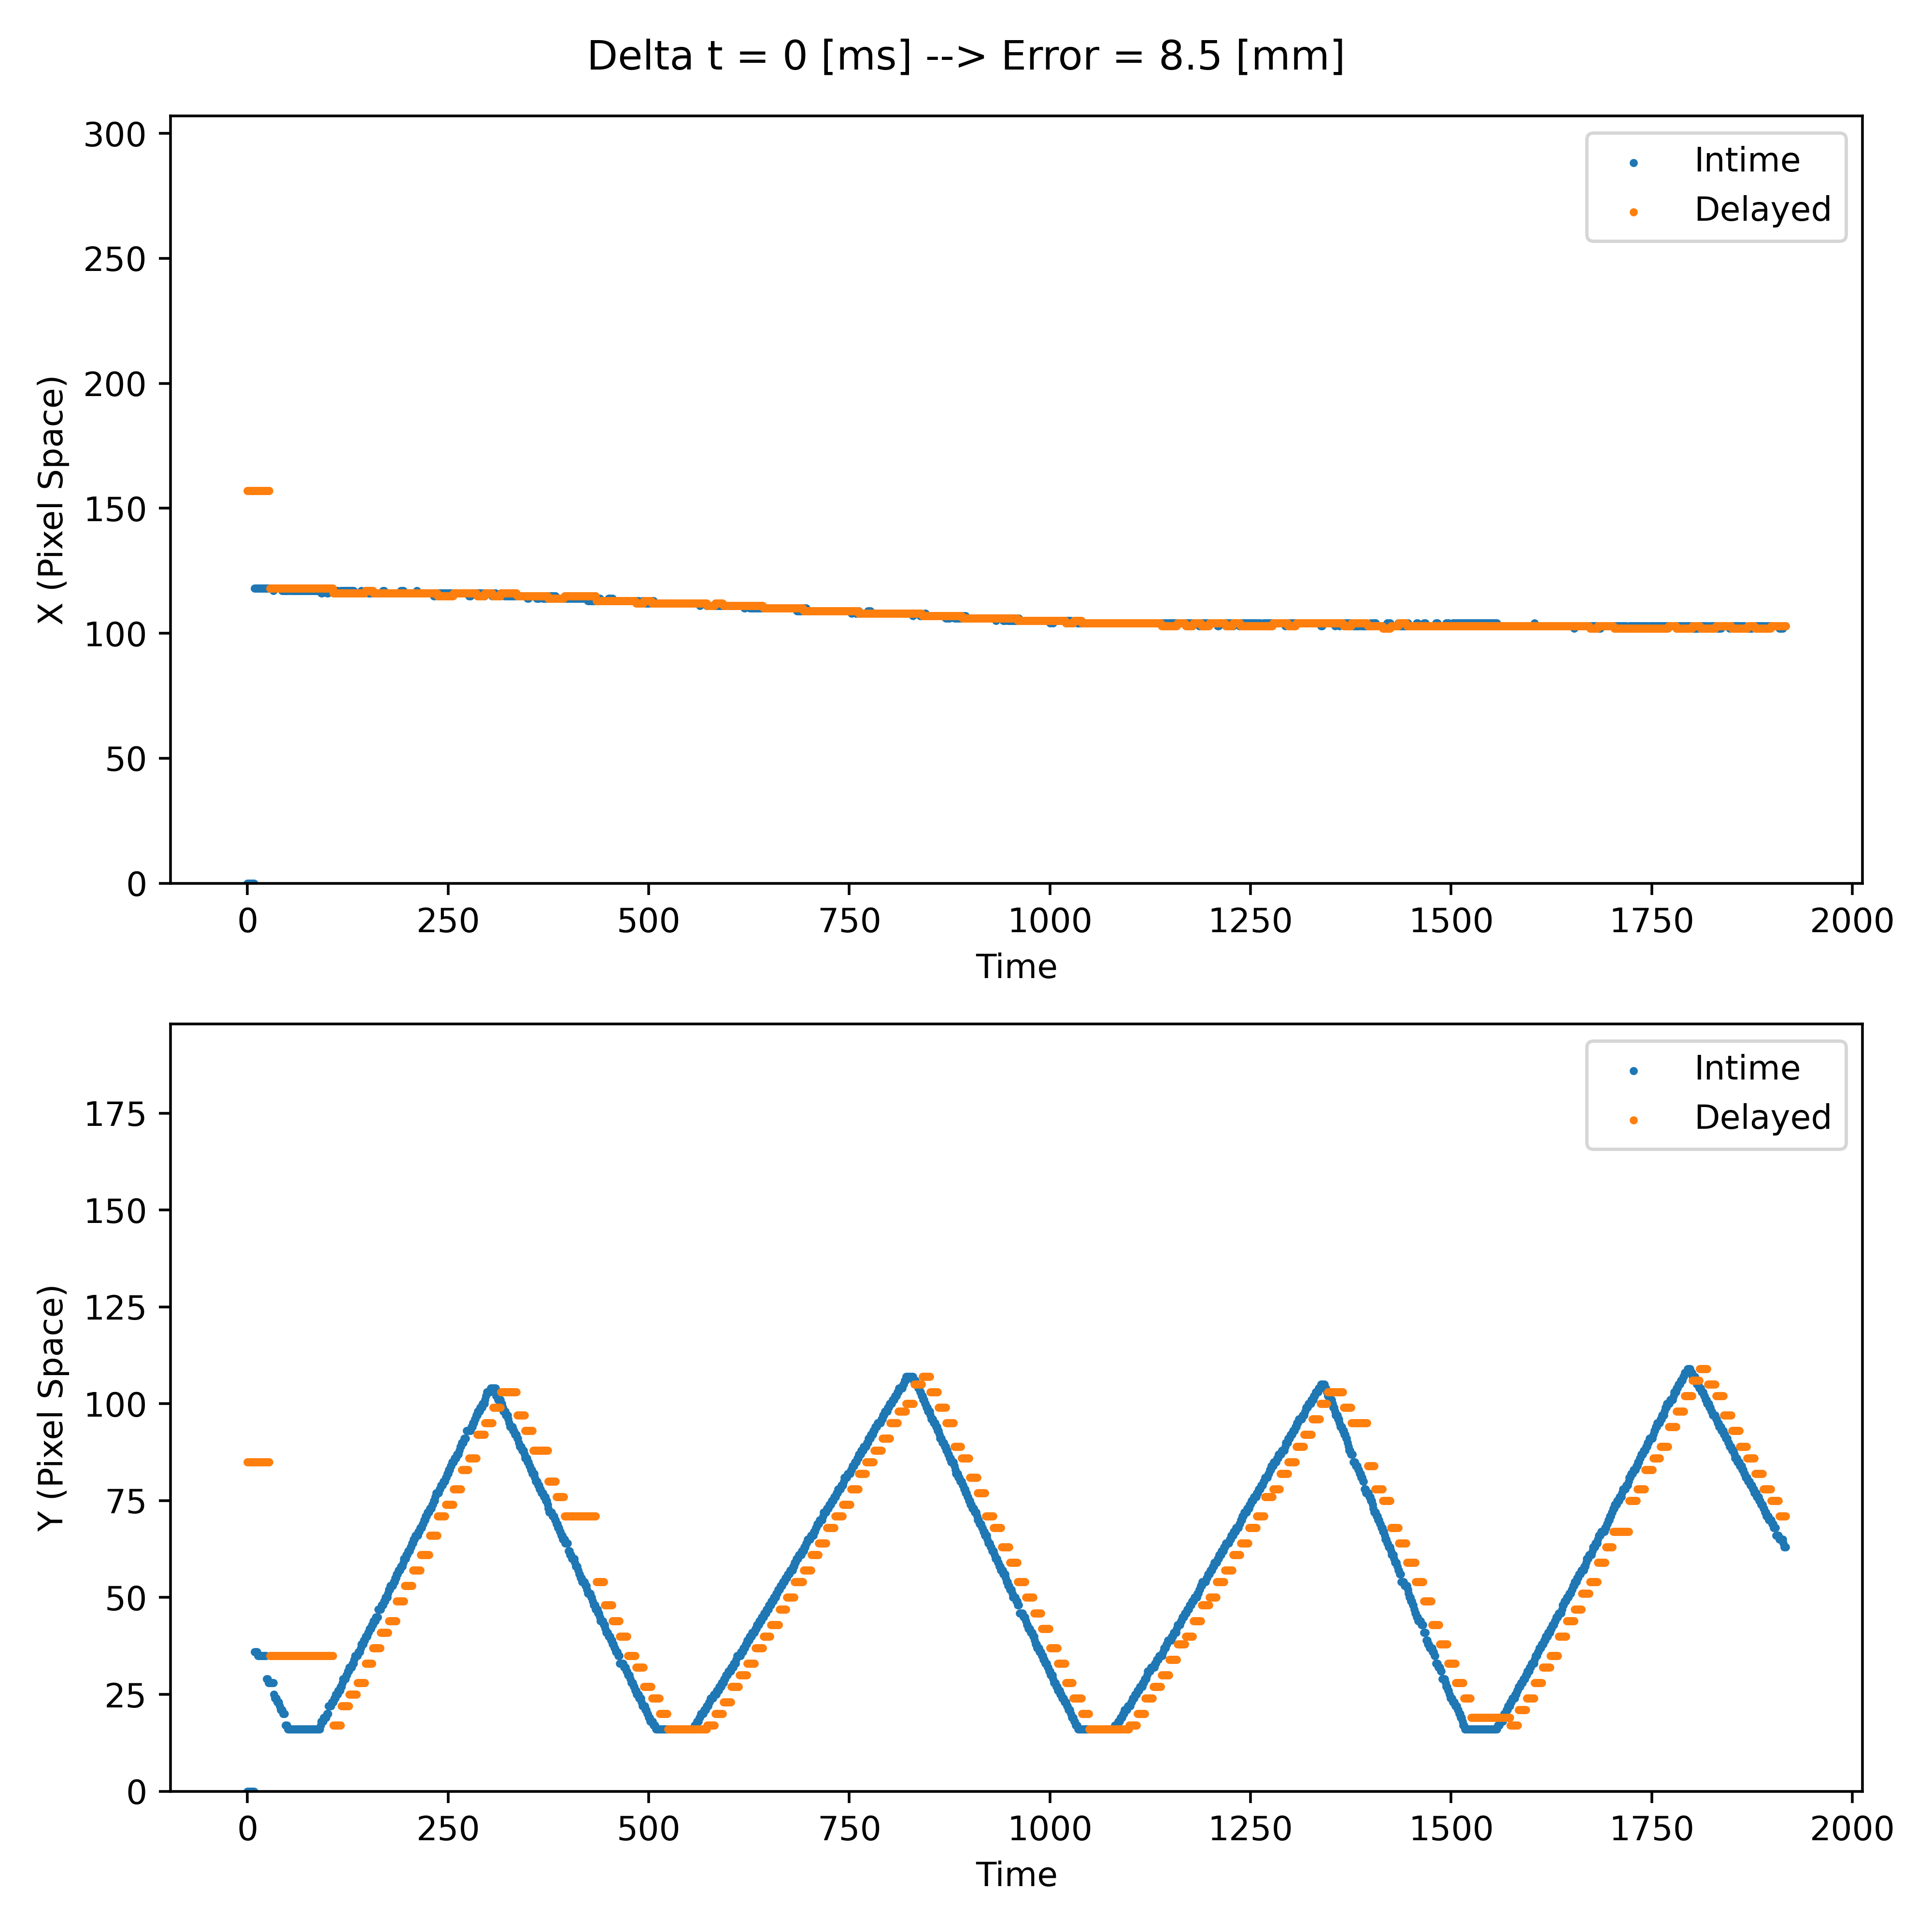 Delta t = 0 [ms] --> Error = 8.5 [mm]
300
250
200
150
100
50
0
X (Pixel Space)
Intime
Delayed
0 250 500 750 1000 1250 1500 1750 2000
Time
175
150
125
100
75
50
25
0
Y (Pixel Space)
Intime
Delayed
0 250 500 750 1000 1250 1500 1750 2000
Time